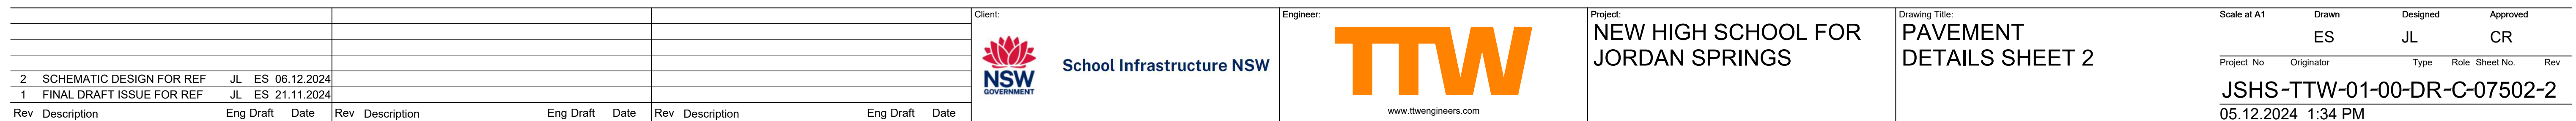 2 SCHEMATIC DESIGN FOR REF JL ES 06.12.2024
1 FINAL DRAFT ISSUE FOR REF JL ES 21.11.2024
Rev Description Eng Draft Date Rev Description Eng Draft Date Rev Description Eng Draft Date
Client:
NSW
GOVERNMENT
School Infrastructure NSW
Engineer:
TTW
www.ttwengineers.com
Project:
NEW HIGH SCHOOL FOR
JORDAN SPRINGS
Drawing Title:
PAVEMENT
DETAILS SHEET 2
Scale at A1 Drawn Designed Approved
ES JL CR
Project No Originator Type Role Sheet No. Rev
JSHS-TTW-01-00-DR-C-07502-2
05.12.2024 1:34 PM